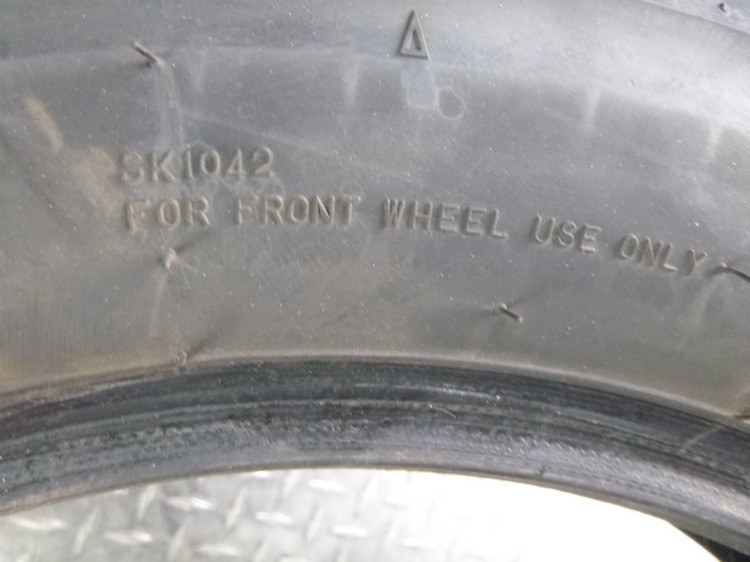 SK1042
FOR FRONT WHEEL USE ONLY